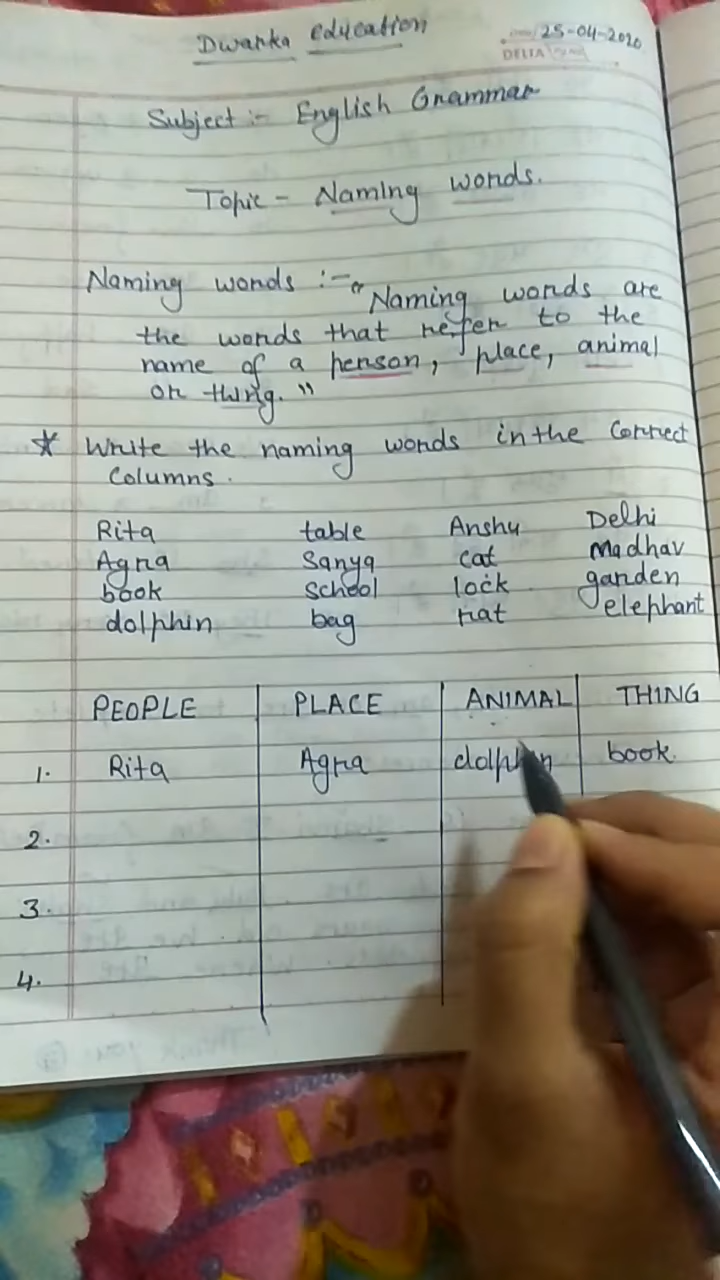 Dwarka education
25-04-2020
DELTA
Subject :- English Grammar
Topic - Naming words.
Naming words :- "Naming words are
the words that refer to the
name of a person, place, animal
or thing."
* Write the naming words in the correct
columns.
Rita table Anshu Delhi
Agra Sanya cat Madhav
book school lock garden
dolphin bag rat elephant
PEOPLE PLACE ANIMAL THING
1. Rita Agra dolphin book.
2.
3.
4.